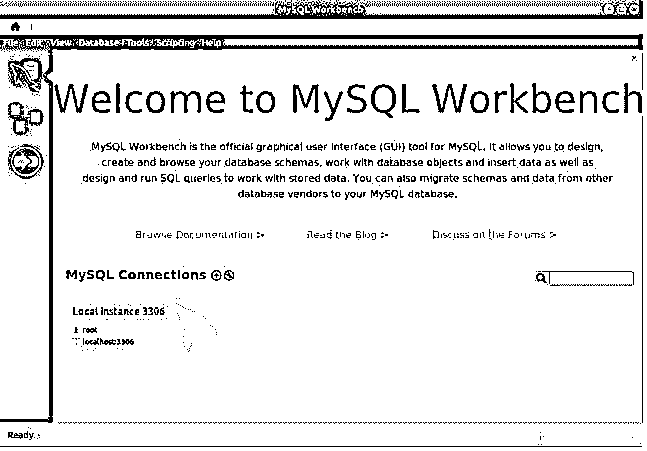 MySQL Workbench
File Edit View Database Tools Scripting Help
Welcome to MySQL Workbench
MySQL Workbench is the official graphical user interface (GUI) tool for MySQL. It allows you to design,
create and browse your database schemas, work with database objects and insert data as well as
design and run SQL queries to work with stored data. You can also migrate schemas and data from other
database vendors to your MySQL database.
Browse Documentation > Read the Blog > Discuss on the Forums >
MySQL Connections
Local instance 3306
root
localhost:3306
Ready.